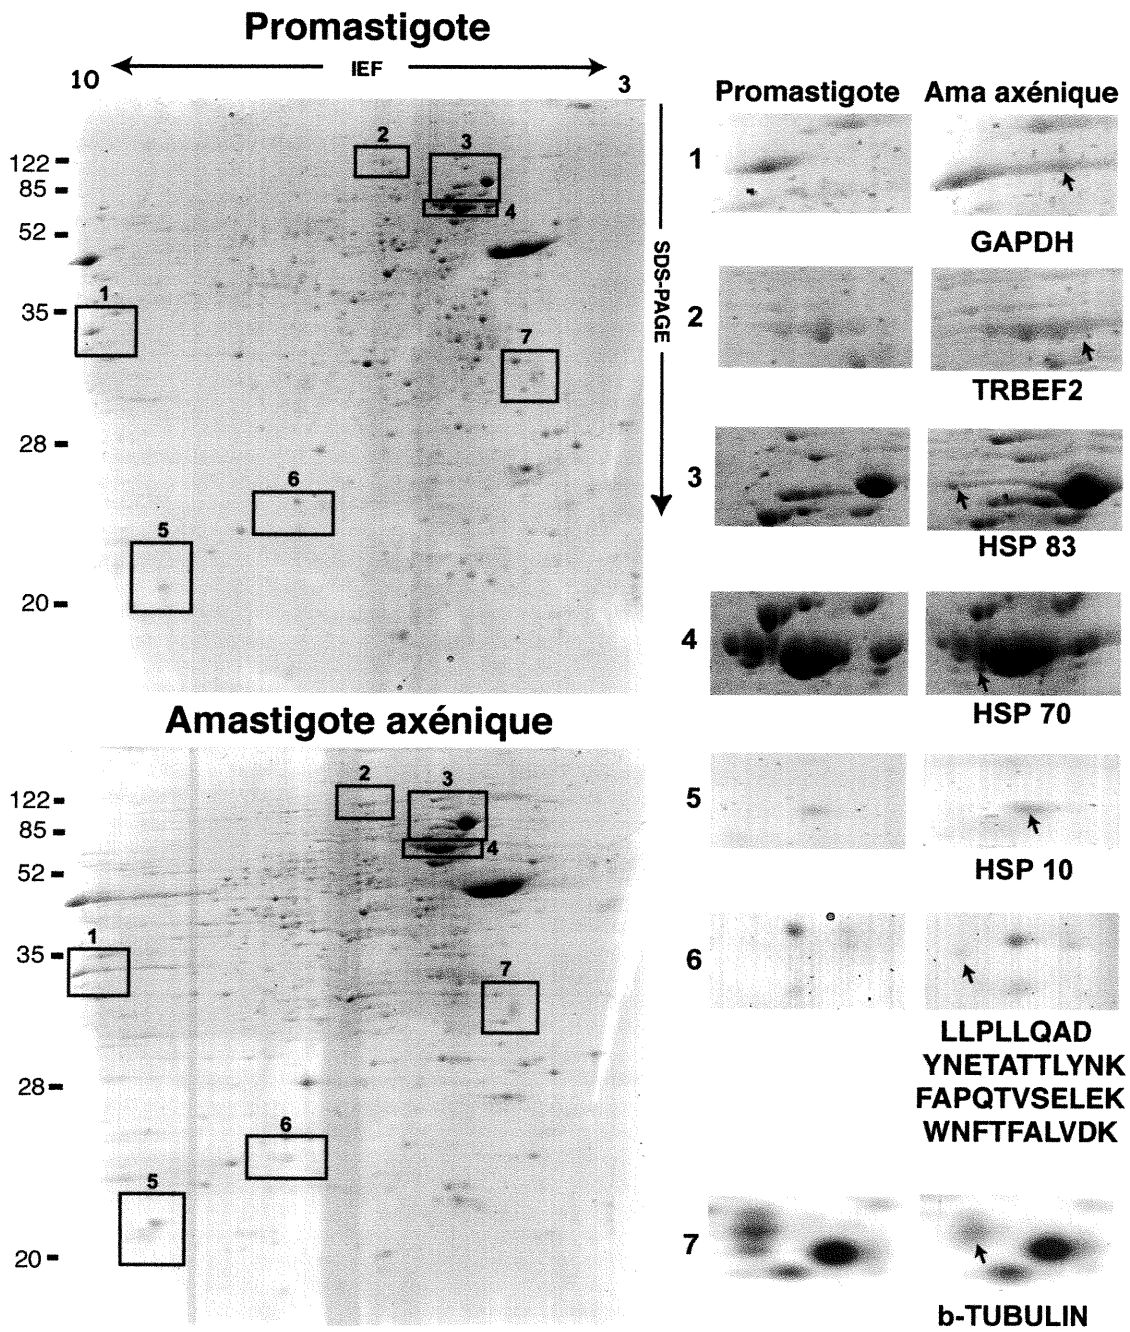 Promastigote
10 IEF 3
2
3
122
85
4
52
1
35
7
SDS-PAGE
28
6
5
20
Amastigote axénique
2
3
122
85
4
52
1
35
7
28
6
5
20
Promastigote Ama axénique
1
GAPDH
2
TRBEF2
3
HSP 83
4
HSP 70
5
HSP 10
6
LLPLLQAD
YNETATTLYNK
FAPQTVSELEK
WNFTFALVDK
7
b-TUBULIN